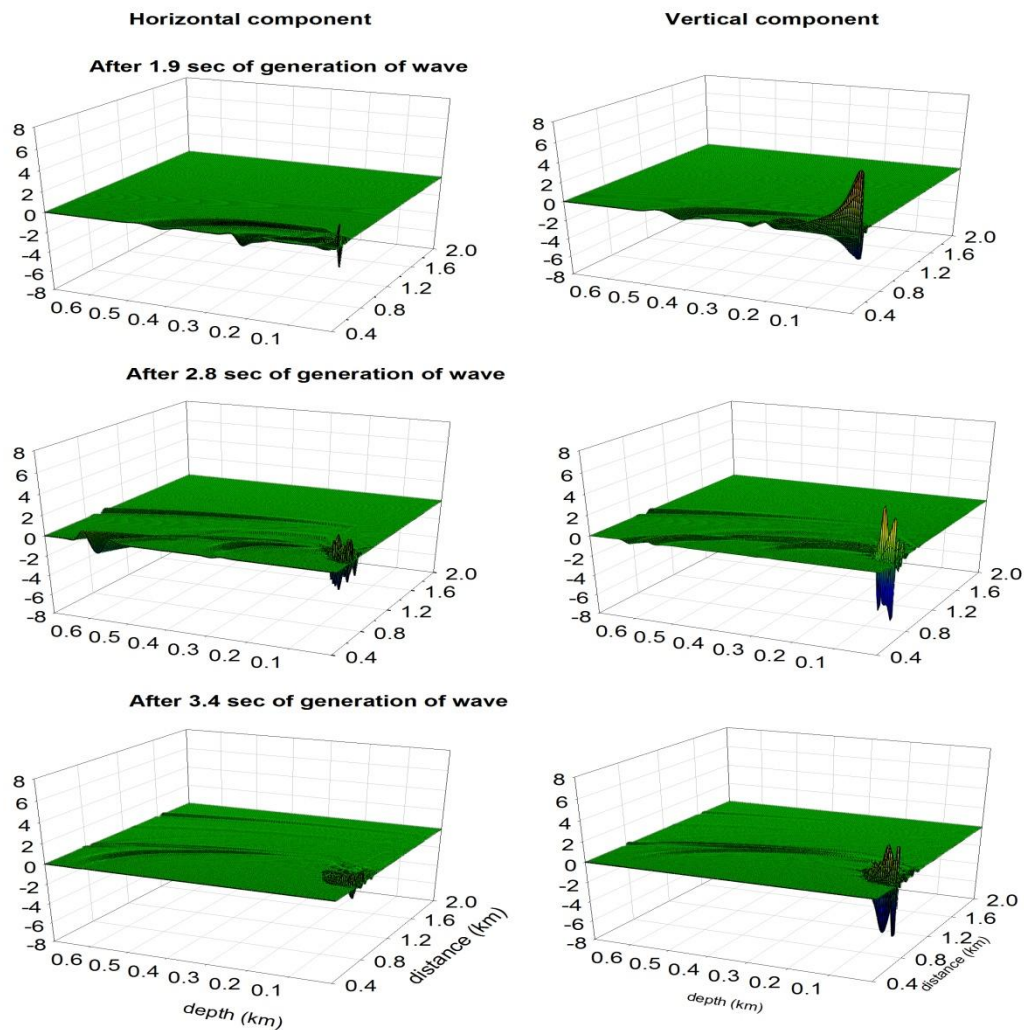 Horizontal component
Vertical component
After 1.9 sec of generation of wave
8
6
4
2
0
-2
-4
-6
-8
0.6 0.5 0.4 0.3 0.2 0.1
0.4 0.8 1.2 1.6 2.0
8
6
4
2
0
-2
-4
-6
-8
0.6 0.5 0.4 0.3 0.2 0.1
0.4 0.8 1.2 1.6 2.0
After 2.8 sec of generation of wave
8
6
4
2
0
-2
-4
-6
-8
0.6 0.5 0.4 0.3 0.2 0.1
0.4 0.8 1.2 1.6 2.0
8
6
4
2
0
-2
-4
-6
-8
0.6 0.5 0.4 0.3 0.2 0.1
0.4 0.8 1.2 1.6 2.0
After 3.4 sec of generation of wave
8
6
4
2
0
-2
-4
-6
-8
0.6 0.5 0.4 0.3 0.2 0.1
0.4 0.8 1.2 1.6 2.0
depth (km)
distance (km)
8
6
4
2
0
-2
-4
-6
-8
0.6 0.5 0.4 0.3 0.2 0.1
0.4 0.8 1.2 1.6 2.0
depth (km)
distance (km)